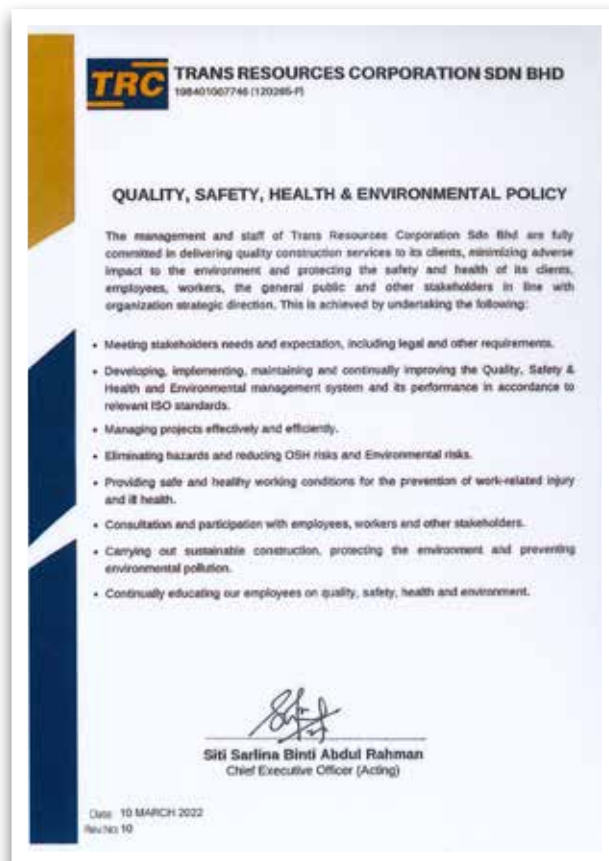 TRC
TRANS RESOURCES CORPORATION SDN BHD
198401007746 (120265-P)
QUALITY, SAFETY, HEALTH & ENVIRONMENTAL POLICY
The management and staff of Trans Resources Corporation Sdn Bhd are fully
committed in delivering quality construction services to its clients, minimizing adverse
impact to the environment and protecting the safety and health of its clients,
employees, workers, the general public and other stakeholders in line with
organization strategic direction. This is achieved by undertaking the following:
• Meeting stakeholders needs and expectation, including legal and other requirements.
• Developing, implementing, maintaining and continually improving the Quality, Safety &
Health and Environmental management system and its performance in accordance to
relevant ISO standards.
• Managing projects effectively and efficiently.
• Eliminating hazards and reducing OSH risks and Environmental risks.
• Providing safe and healthy working conditions for the prevention of work-related injury
and ill health.
• Consultation and participation with employees, workers and other stakeholders.
• Carrying out sustainable construction, protecting the environment and preventing
environmental pollution.
• Continually educating our employees on quality, safety, health and environment.
Siti Sarlina Binti Abdul Rahman
Chief Executive Officer (Acting)
Date: 10 MARCH 2022
Rev.No: 10